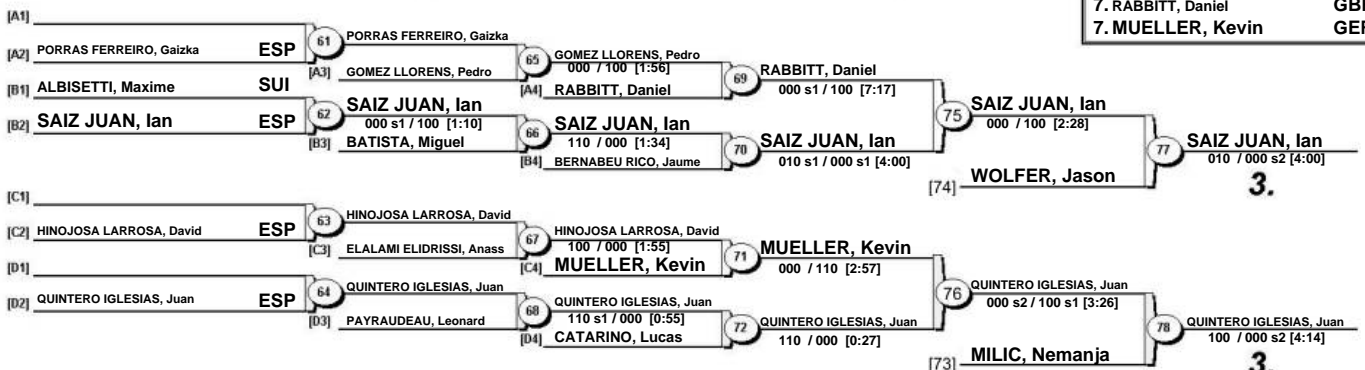 7. RABBITT, Daniel
7. MUELLER, Kevin
[A1]
[A2] PORRAS FERREIRO, Gaizka ESP
[B1] ALBISETTI, Maxime SUI
[B2] SAIZ JUAN, Ian ESP
61 PORRAS FERREIRO, Gaizka
[A3] GOMEZ LLORENS, Pedro
62 SAIZ JUAN, Ian
000 s1 / 100 [1:10]
[B3] BATISTA, Miguel
65 GOMEZ LLORENS, Pedro
000 / 100 [1:56]
[A4] RABBITT, Daniel
66 SAIZ JUAN, Ian
110 / 000 [1:34]
[B4] BERNABEU RICO, Jaume
69 RABBITT, Daniel
000 s1 / 100 [7:17]
70 SAIZ JUAN, Ian
010 s1 / 000 s1 [4:00]
75 SAIZ JUAN, Ian
000 / 100 [2:28]
[74] WOLFER, Jason
77 SAIZ JUAN, Ian
010 / 000 s2 [4:00]
3.
[C1]
[C2] HINOJOSA LARROSA, David ESP
[D1]
[D2] QUINTERO IGLESIAS, Juan ESP
63 HINOJOSA LARROSA, David
[C3] ELALAMI ELIDRISSI, Anass
64 QUINTERO IGLESIAS, Juan
[D3] PAYRAUDEAU, Leonard
67 HINOJOSA LARROSA, David
100 / 000 [1:55]
[C4] MUELLER, Kevin
68 QUINTERO IGLESIAS, Juan
110 s1 / 000 [0:55]
[D4] CATARINO, Lucas
71 MUELLER, Kevin
000 / 110 [2:57]
72 QUINTERO IGLESIAS, Juan
110 / 000 [0:27]
76 QUINTERO IGLESIAS, Juan
000 s2 / 100 s1 [3:26]
[73] MILIC, Nemanja
78 QUINTERO IGLESIAS, Juan
100 / 000 s2 [4:14]
3.